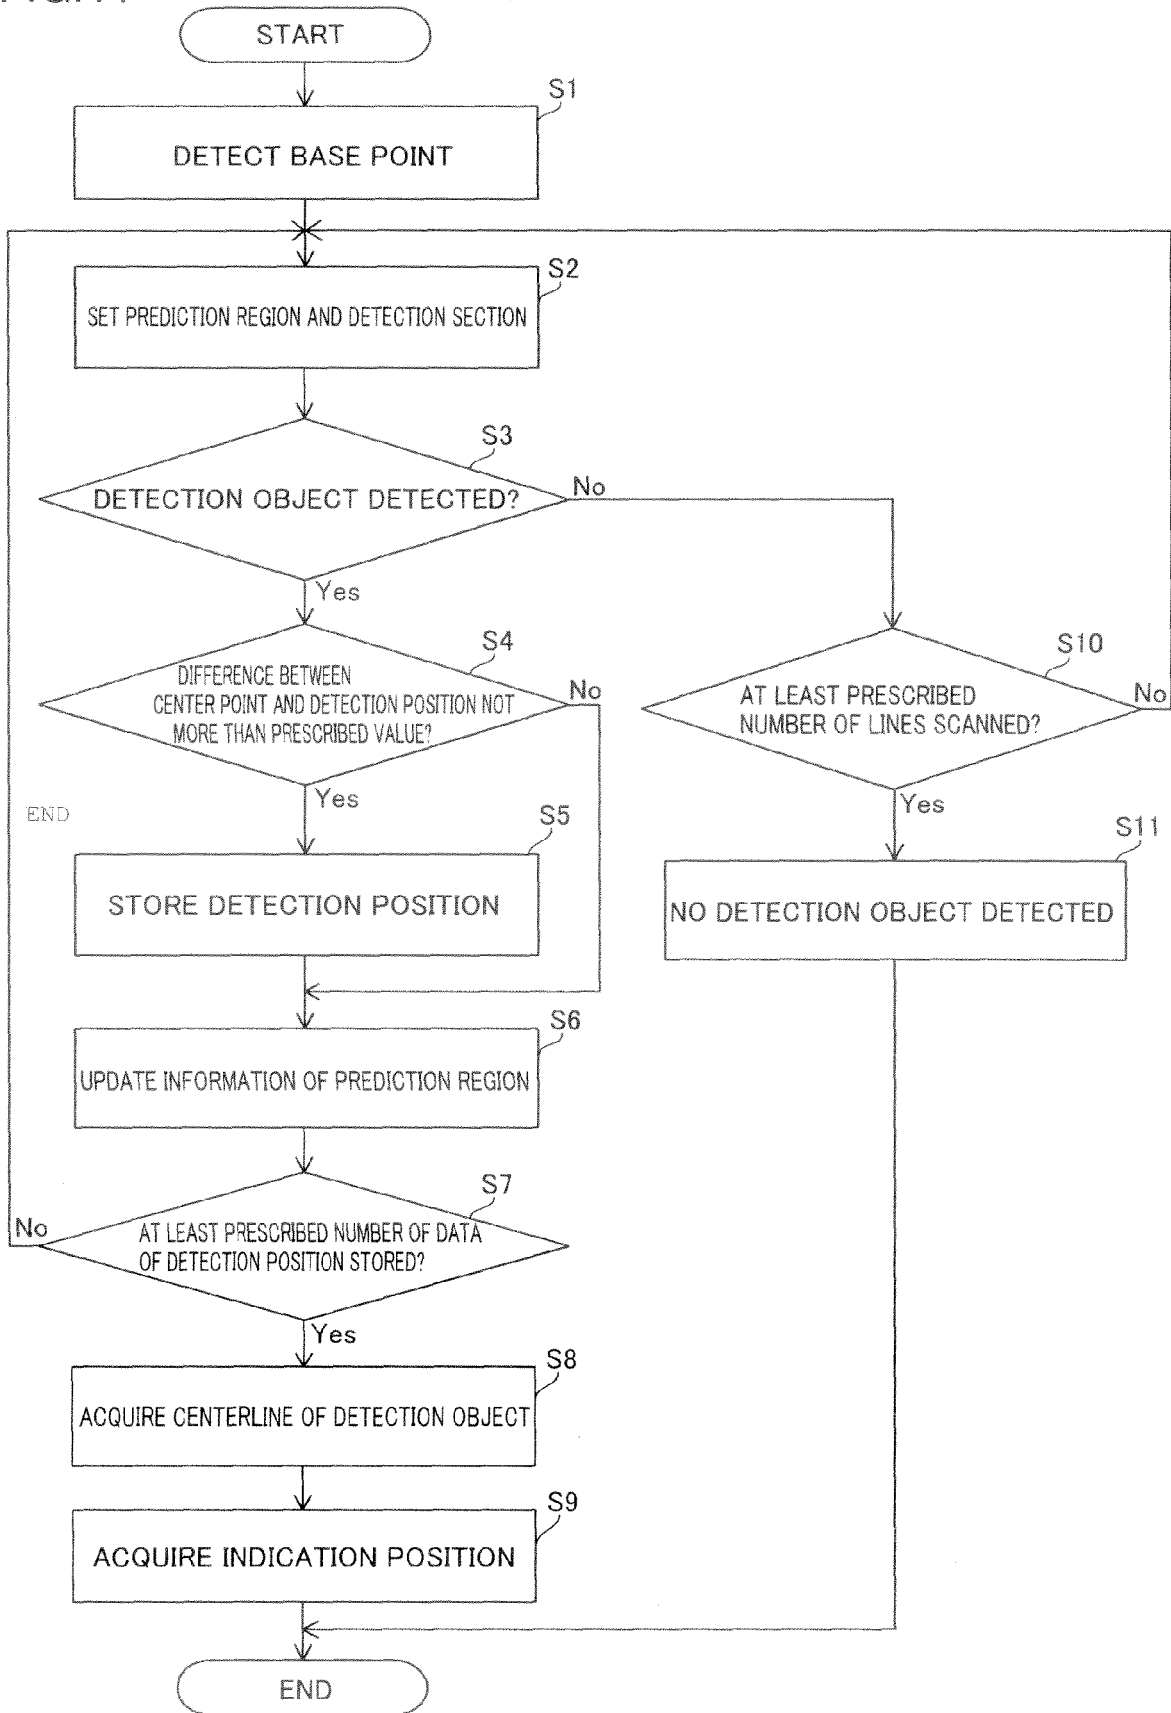 START
S1
DETECT BASE POINT
S2
SET PREDICTION REGION AND DETECTION SECTION
S3
DETECTION OBJECT DETECTED?
No
Yes
S4
DIFFERENCE BETWEEN
CENTER POINT AND DETECTION POSITION NOT
MORE THAN PRESCRIBED VALUE?
No
Yes
S10
AT LEAST PRESCRIBED
NUMBER OF LINES SCANNED?
No
Yes
END
S5
STORE DETECTION POSITION
S11
NO DETECTION OBJECT DETECTED
S6
UPDATE INFORMATION OF PREDICTION REGION
S7
AT LEAST PRESCRIBED NUMBER OF DATA
OF DETECTION POSITION STORED?
No
Yes
S8
ACQUIRE CENTERLINE OF DETECTION OBJECT
S9
ACQUIRE INDICATION POSITION
END